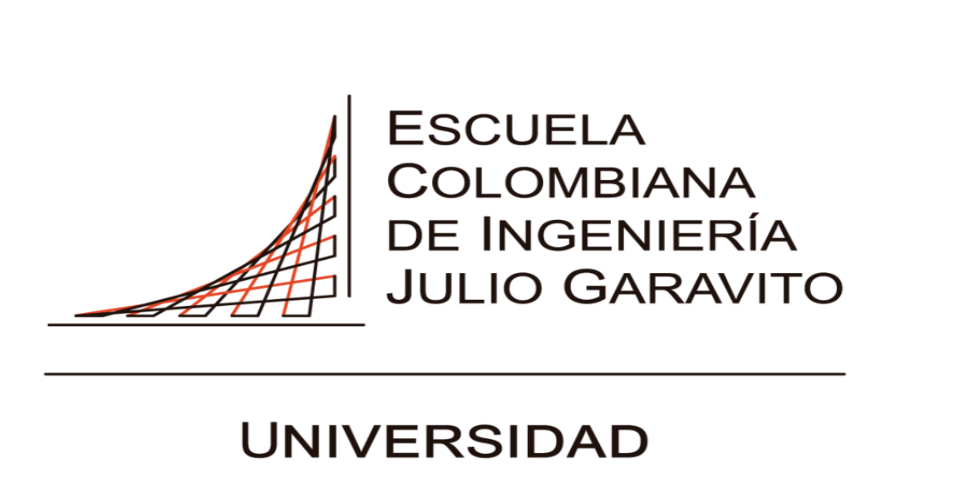 ESCUELA
COLOMBIANA
DE INGENIERÍA
JULIO GARAVITO
UNIVERSIDAD